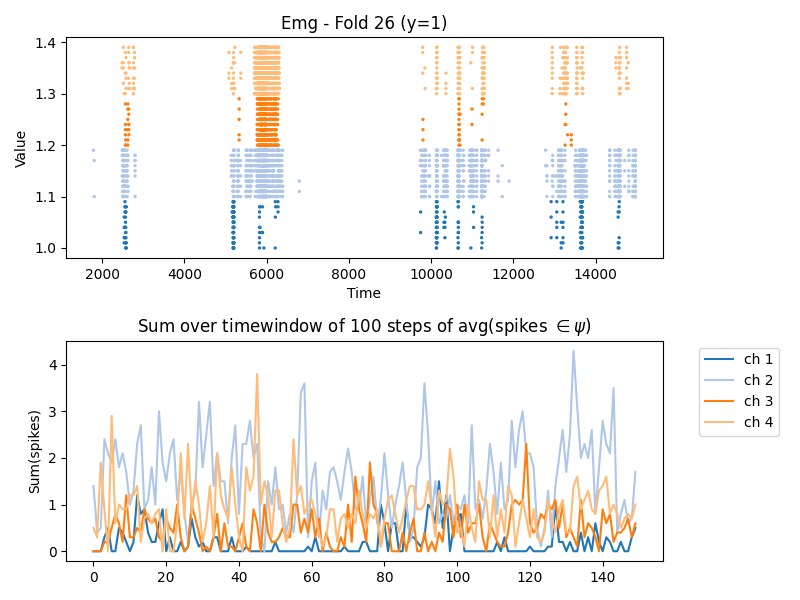 Emg - Fold 26 (y=1)
1.4
1.3
1.2
1.1
1.0
Value
2000 4000 6000 8000 10000 12000 14000
Time
Sum over timewindow of 100 steps of avg(spikes ∈ ψ)
4
3
2
1
0
Sum(spikes)
0 20 40 60 80 100 120 140
ch 1
ch 2
ch 3
ch 4